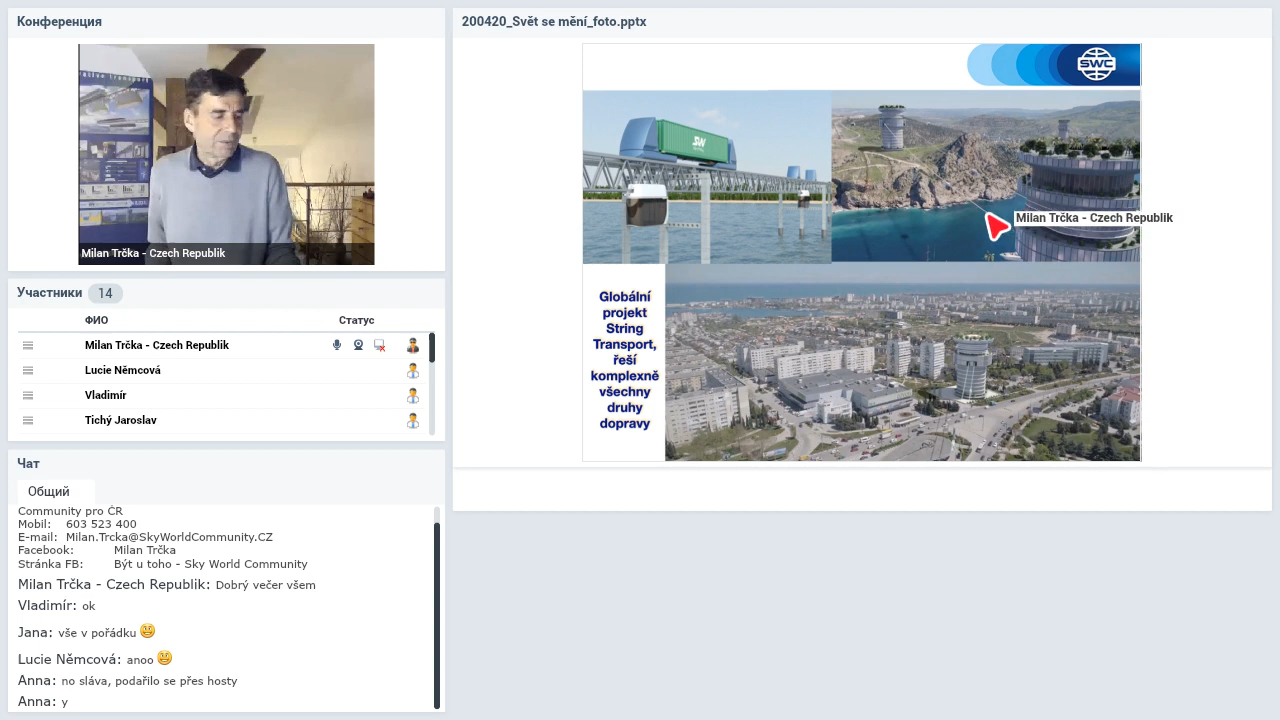 Конференция
Milan Trčka - Czech Republik
Участники 14
ФИО Статус
Milan Trčka - Czech Republik
Lucie Němcová
Vladimír
Tichý Jaroslav
Чат
Общий
Community pro ČR
Mobil: 603 523 400
E-mail: Milan.Trcka@SkyWorldCommunity.CZ
Facebook: Milan Trčka
Stránka FB: Být u toho - Sky World Community
Milan Trčka - Czech Republik: Dobrý večer všem
Vladimír: ok
Jana: vše v pořádku
Lucie Němcová: anoo
Anna: no sláva, podařilo se přes hosty
Anna: y
200420_Svět se mění_foto.pptx
SWC
SW
Milan Trčka - Czech Republik
Globální
projekt
String
Transport,
řeší
komplexně
všechny
druhy
dopravy